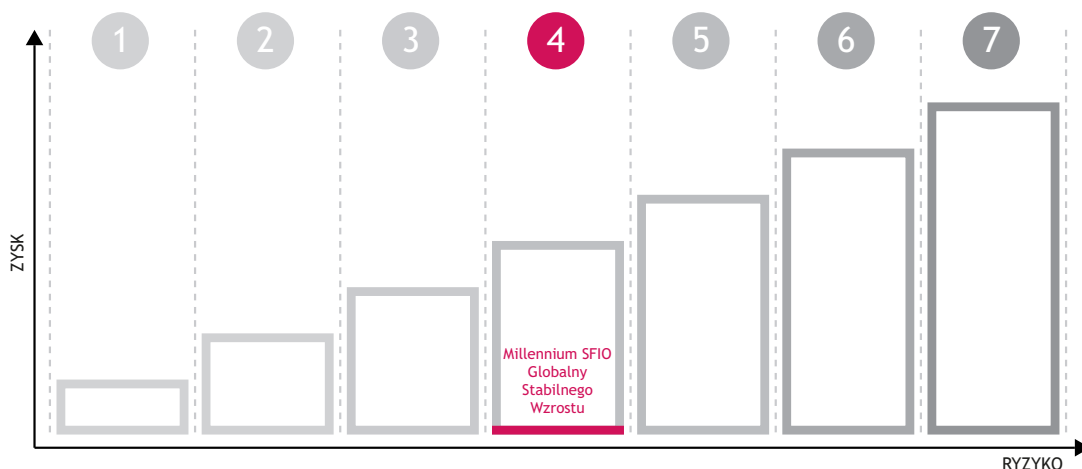 1
2
3
4
5
6
7
ZYSK
Millennium SFIO
Globalny
Stabilnego
Wzrostu
RYZYKO